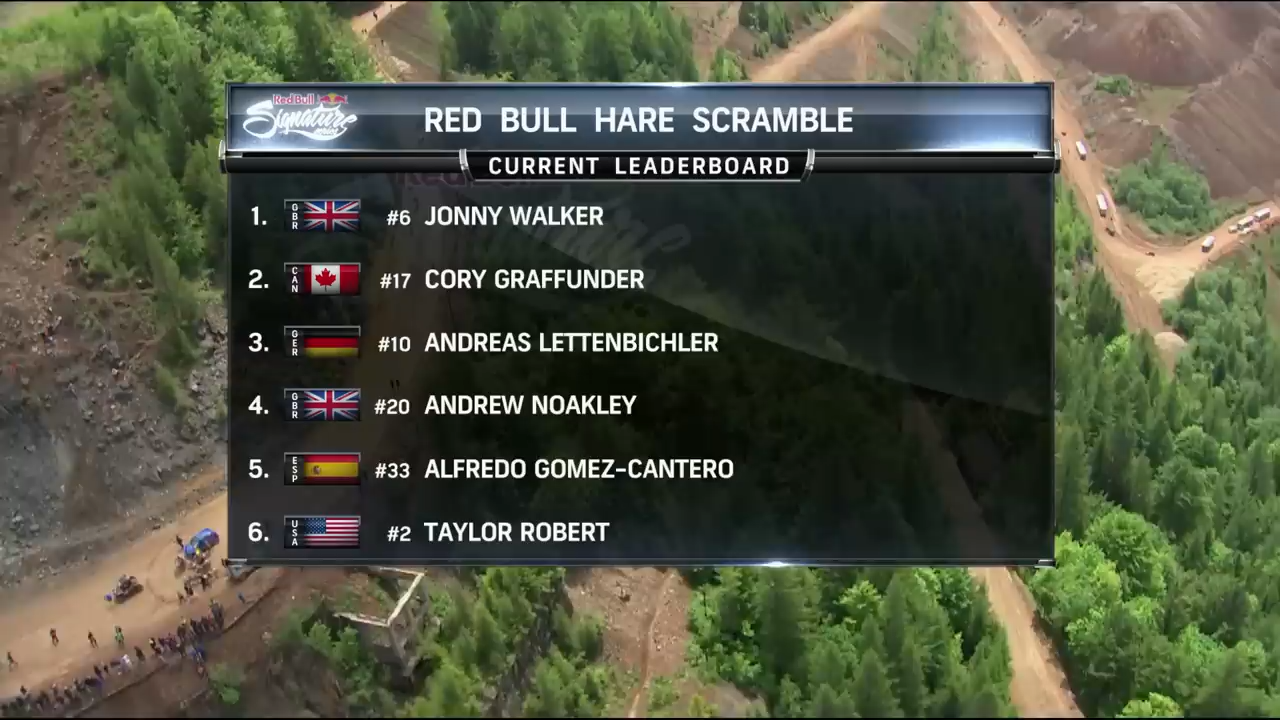 Red Bull
Signature
series
RED BULL HARE SCRAMBLE
CURRENT LEADERBOARD
1. GBR #6 JONNY WALKER
2. CAN #17 CORY GRAFFUNDER
3. GER #10 ANDREAS LETTENBICHLER
4. GBR #20 ANDREW NOAKLEY
5. ESP #33 ALFREDO GOMEZ-CANTERO
6. USA #2 TAYLOR ROBERT